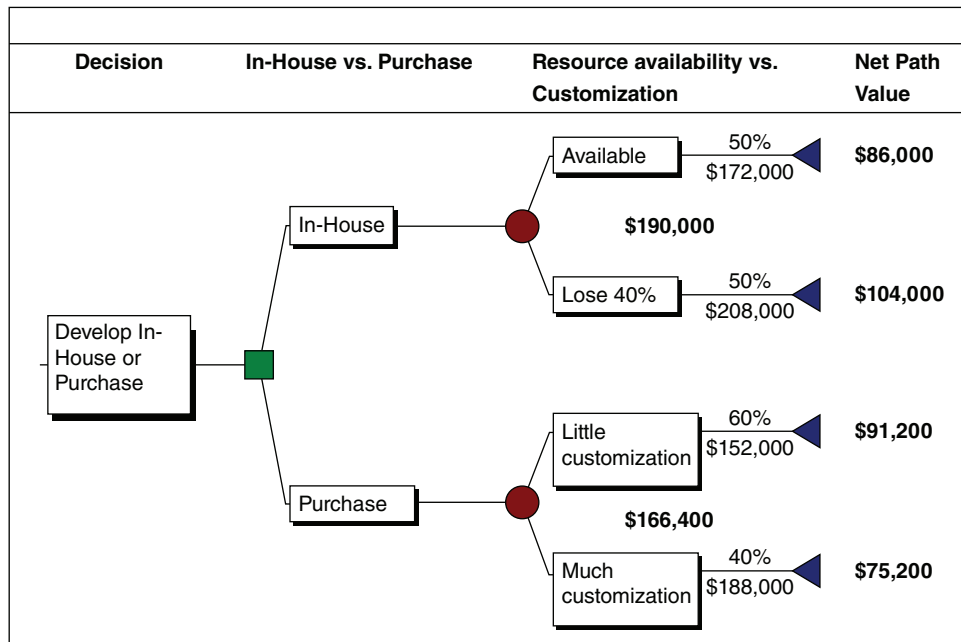 Decision
In-House vs. Purchase
Resource availability vs.
Customization
Net Path
Value
Available
50%
$172,000
$86,000
In-House
$190,000
Lose 40%
50%
$208,000
$104,000
Develop In-
House or
Purchase
Little
customization
60%
$152,000
$91,200
Purchase
$166,400
Much
customization
40%
$188,000
$75,200